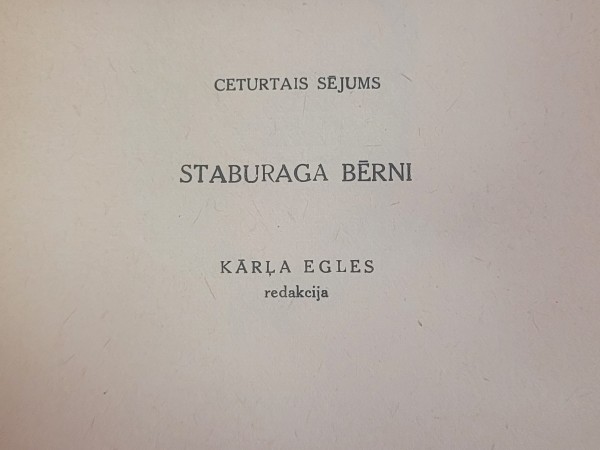 CETURTAIS SĒJUMS
STABURAGA BĒRNI
KĀRĻA EGLES
redakcija